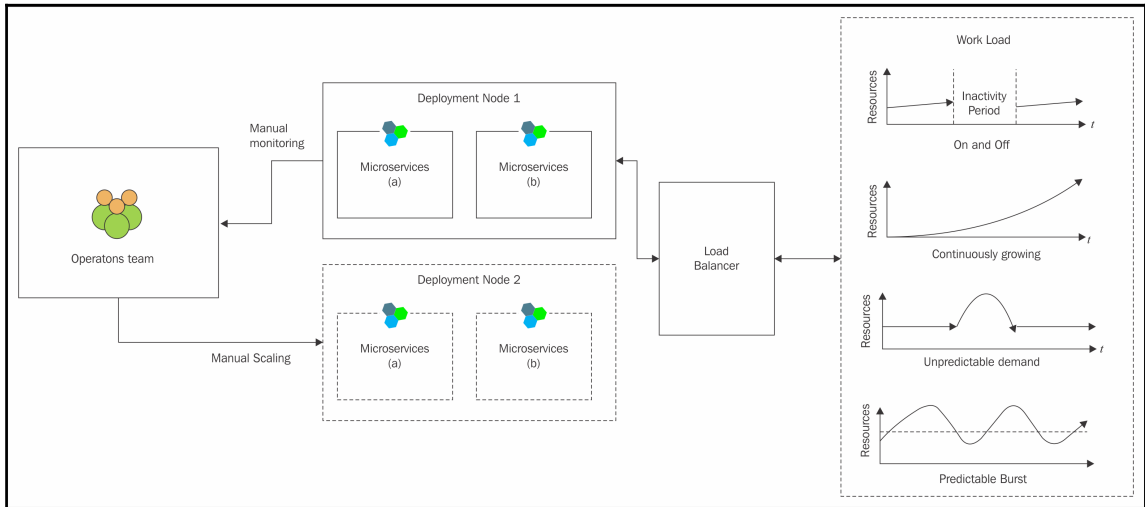 Operatons team
Manual
monitoring
Manual Scaling
Deployment Node 1
Microservices
(a)
Microservices
(b)
Deployment Node 2
Microservices
(a)
Microservices
(b)
Load
Balancer
Work Load
Resources
Inactivity
Period
t
On and Off
Resources
t
Continuously growing
Resources
t
Unpredictable demand
Resources
Predictable Burst